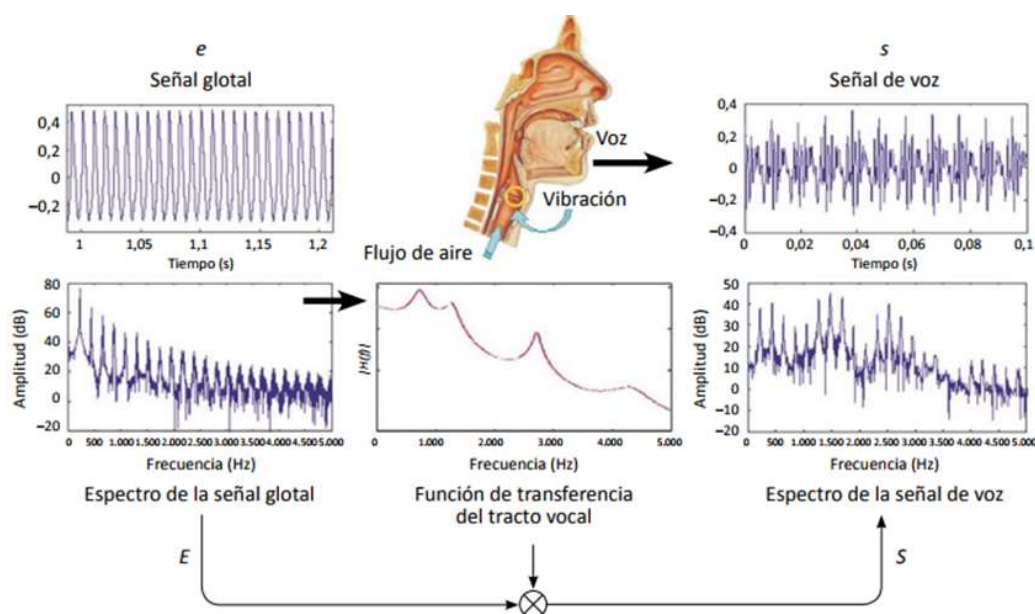 e
Señal glotal
0,4
0,2
0
−0,2
1 1,05 1,1 1,15 1,2
Tiempo (s)
Voz
Vibración
Flujo de aire
s
Señal de voz
0,4
0,2
0
−0,2
−0,4
0 0,02 0,04 0,06 0,08 0,1
Tiempo (s)
Amplitud (dB)
80
60
40
20
0
−20
0 500 1.000 1.500 2.000 2.500 3.000 3.500 4.000 4.500 5.000
Frecuencia (Hz)
Espectro de la señal glotal
|H(f)|
0 1.000 2.000 3.000 4.000 5.000
Frecuencia (Hz)
Función de transferencia
del tracto vocal
Amplitud (dB)
50
40
30
20
10
0
−10
−20
0 500 1.000 1.500 2.000 2.500 3.000 3.500 4.000 4.500 5.000
Frecuencia (Hz)
Espectro de la señal de voz
E
S